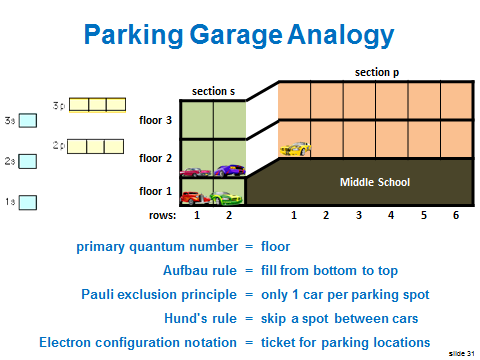 Parking Garage Analogy
section p
section s
3p
3s
floor 3
2p
2s
floor 2
1s
floor 1
Middle School
rows: 1 2 1 2 3 4 5 6
primary quantum number = floor
Aufbau rule = fill from bottom to top
Pauli exclusion principle = only 1 car per parking spot
Hund's rule = skip a spot between cars
Electron configuration notation = ticket for parking locations
slide 31